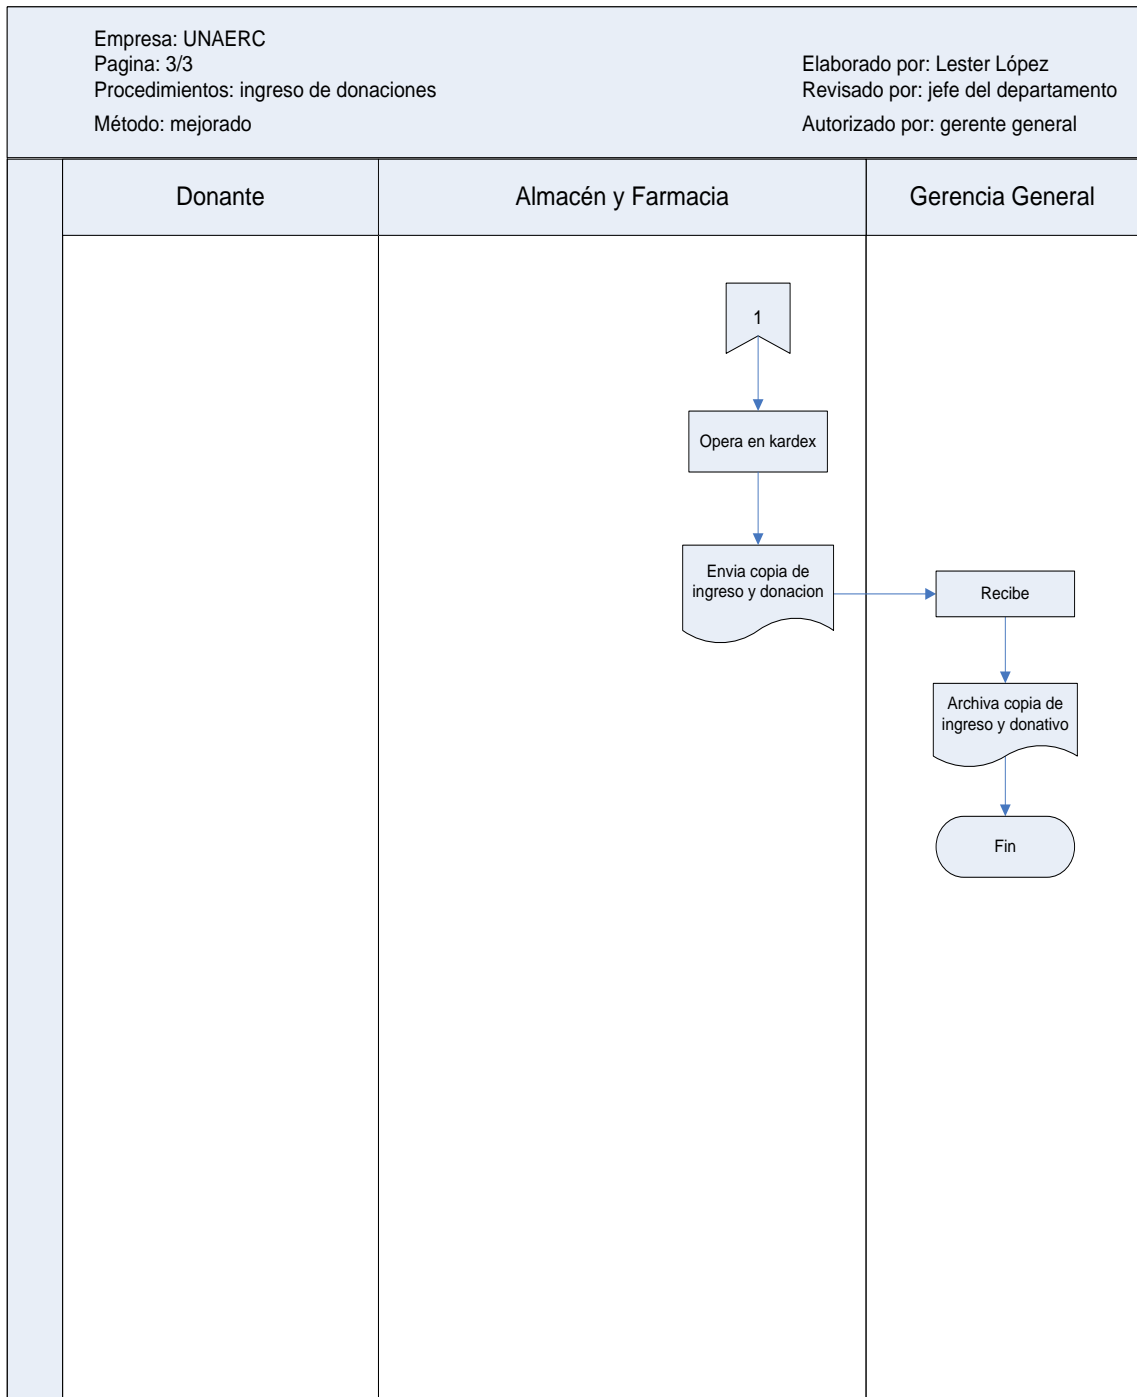 Empresa: UNAERC
Pagina: 3/3
Procedimientos: ingreso de donaciones
Método: mejorado
Elaborado por: Lester López
Revisado por: jefe del departamento
Autorizado por: gerente general
Donante
Almacén y Farmacia
Gerencia General
1
Opera en kardex
Envia copia de
ingreso y donacion
Recibe
Archiva copia de
ingreso y donativo
Fin